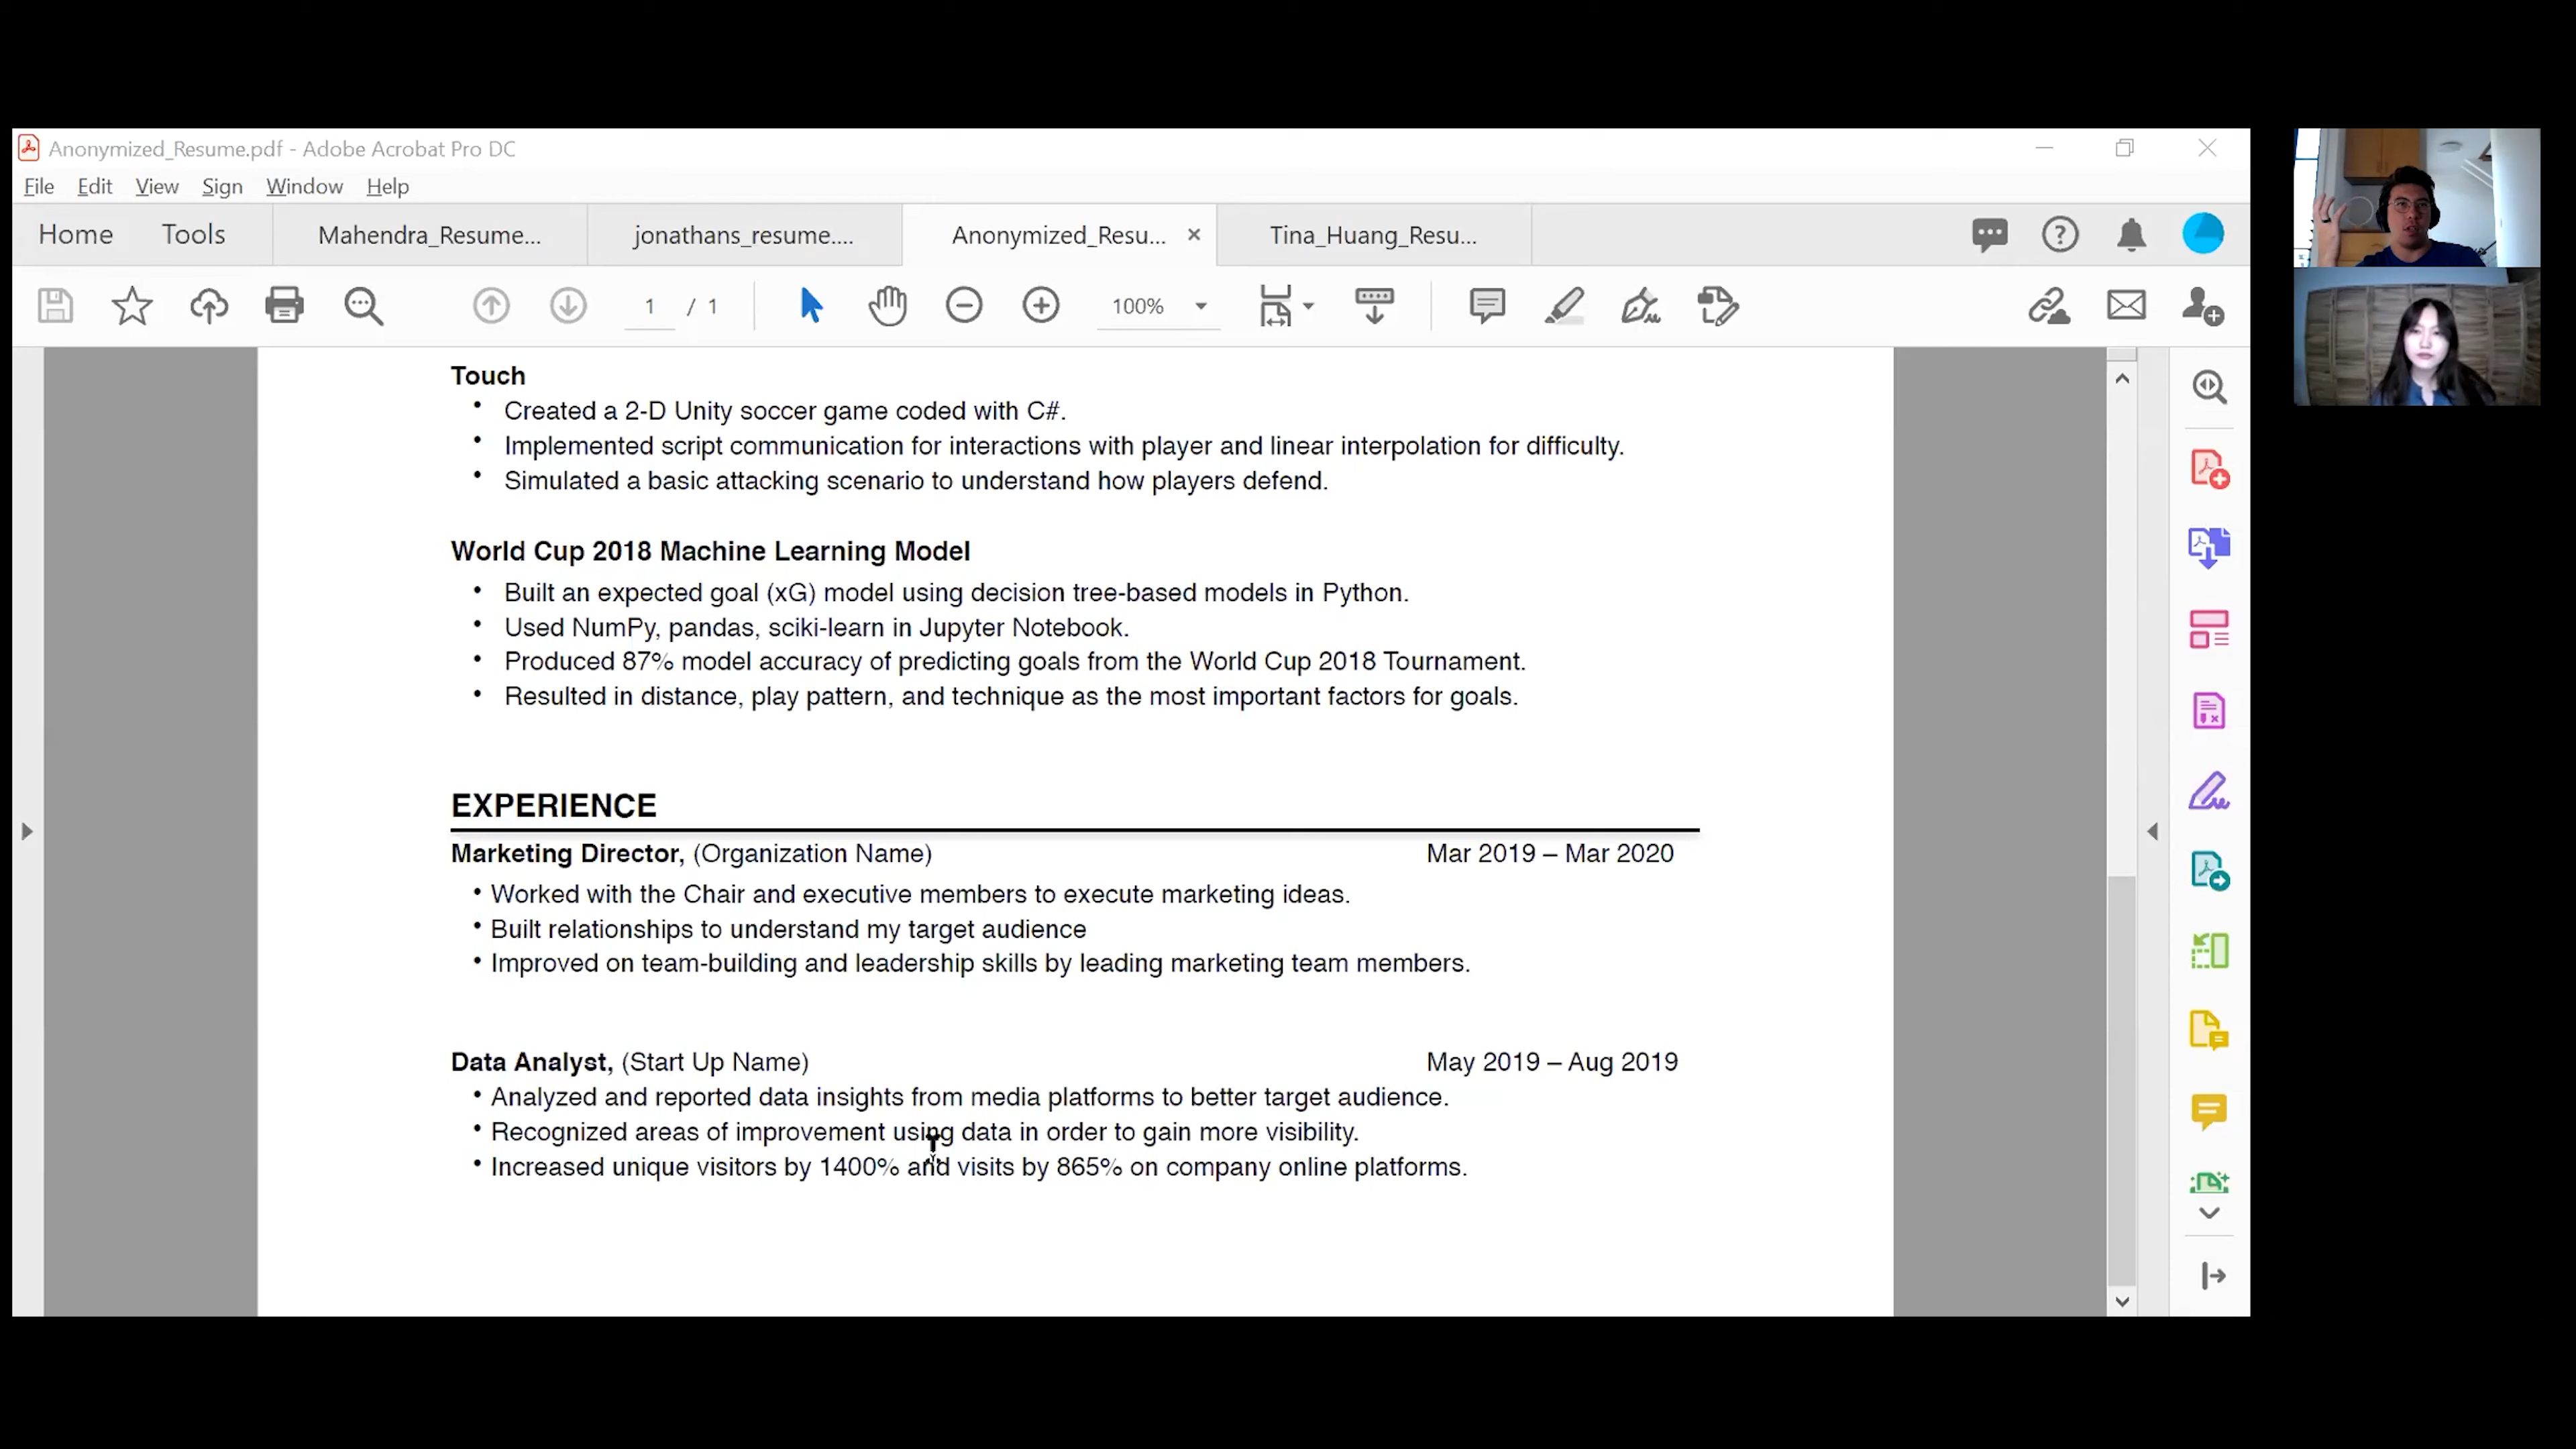 Anonymized_Resume.pdf - Adobe Acrobat Pro DC
File Edit View Sign Window Help
Home Tools Mahendra_Resume... jonathans_resume.... Anonymized_Resu... Tina_Huang_Resu...
1 / 1 100%
Touch
• Created a 2-D Unity soccer game coded with C#.
• Implemented script communication for interactions with player and linear interpolation for difficulty.
• Simulated a basic attacking scenario to understand how players defend.
World Cup 2018 Machine Learning Model
• Built an expected goal (xG) model using decision tree-based models in Python.
• Used NumPy, pandas, sciki-learn in Jupyter Notebook.
• Produced 87% model accuracy of predicting goals from the World Cup 2018 Tournament.
• Resulted in distance, play pattern, and technique as the most important factors for goals.
EXPERIENCE
Marketing Director, (Organization Name) Mar 2019 – Mar 2020
• Worked with the Chair and executive members to execute marketing ideas.
• Built relationships to understand my target audience
• Improved on team-building and leadership skills by leading marketing team members.
Data Analyst, (Start Up Name) May 2019 – Aug 2019
• Analyzed and reported data insights from media platforms to better target audience.
• Recognized areas of improvement using data in order to gain more visibility.
• Increased unique visitors by 1400% and visits by 865% on company online platforms.